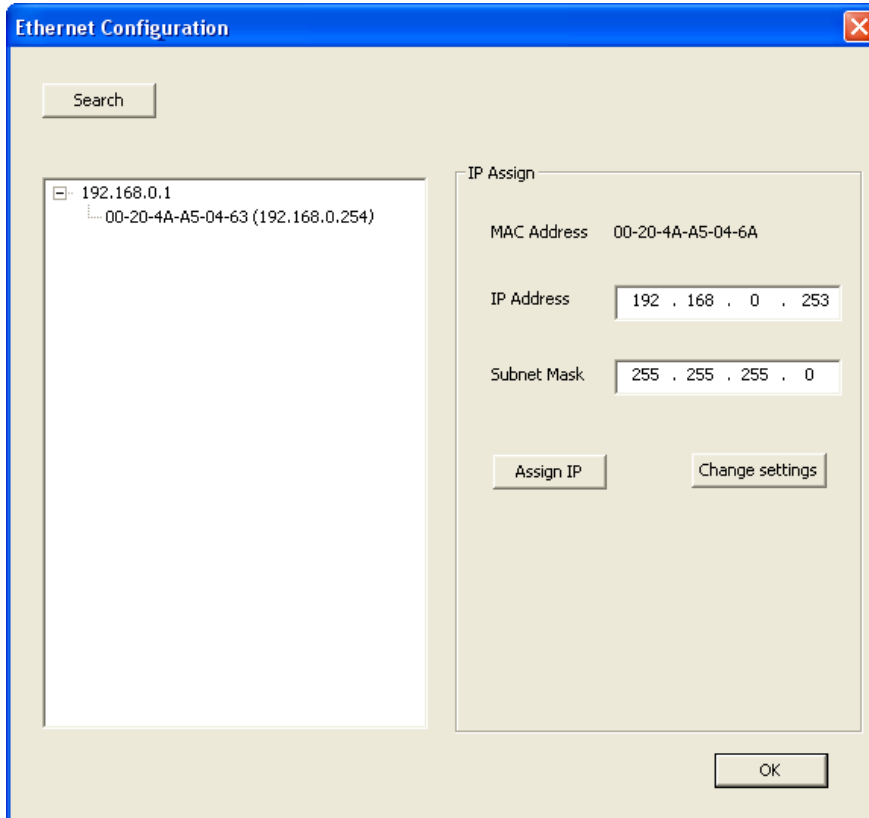 Ethernet Configuration
Search
192.168.0.1
00-20-4A-A5-04-63 (192.168.0.254)
IP Assign
MAC Address 00-20-4A-A5-04-6A
IP Address 192 . 168 . 0 . 253
Subnet Mask 255 . 255 . 255 . 0
Assign IP Change settings
OK